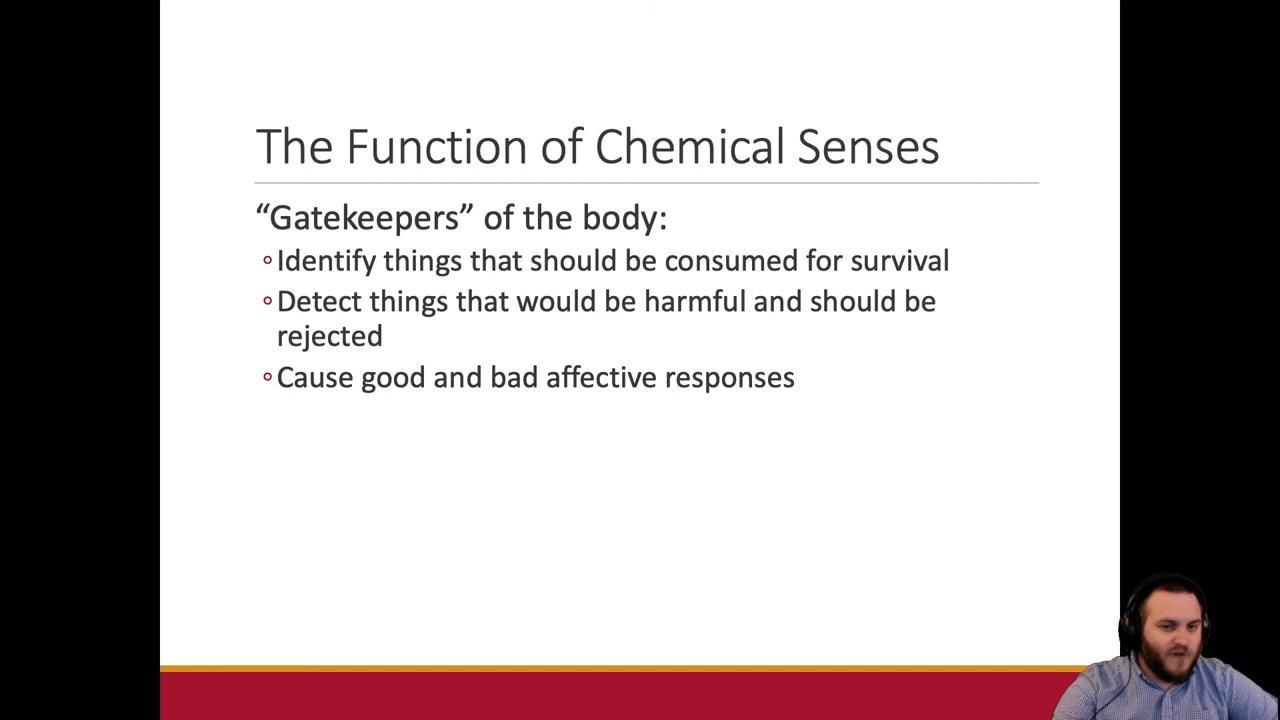 The Function of Chemical Senses
“Gatekeepers” of the body:
◦Identify things that should be consumed for survival
◦Detect things that would be harmful and should be
rejected
◦Cause good and bad affective responses